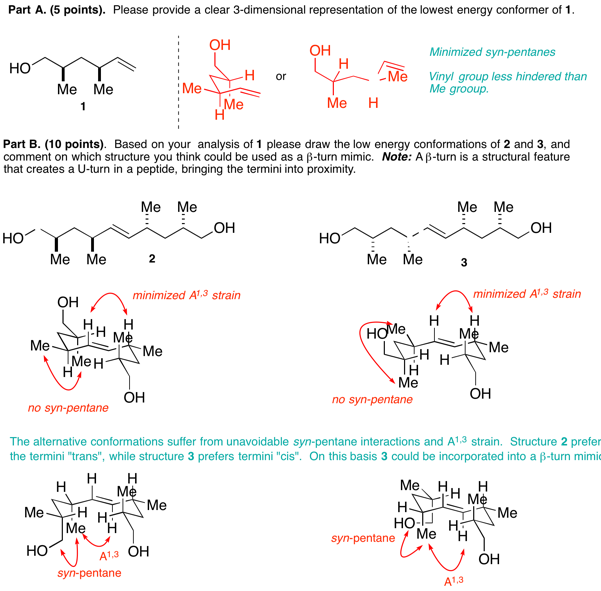 Part A. (5 points). Please provide a clear 3-dimensional representation of the lowest energy conformer of 1.
OH
HO
Me Me
1
H
Me
H
Me
or
OH
H
Me
Me
H
Minimized syn-pentanes
Vinyl group less hindered than
Me grooup.
Part B. (10 points). Based on your analysis of 1 please draw the low energy conformations of 2 and 3, and
comment on which structure you think could be used as a β-turn mimic. Note: A β-turn is a structural feature
that creates a U-turn in a peptide, bringing the termini into proximity.
Me Me
HO OH
Me Me
2
Me Me
HO OH
Me Me
3
minimized A1,3 strain
OH
H H H
Me
Me Me
H Me H
OH
no syn-pentane
minimized A1,3 strain
H H
Me Me
HO
Me
H H
Me
OH
no syn-pentane
The alternative conformations suffer from unavoidable syn-pentane interactions and A1,3 strain. Structure 2 prefer
the termini "trans", while structure 3 prefers termini "cis". On this basis 3 could be incorporated into a β-turn mimic
H H H
Me
Me Me
Me H
H
HO OH
A1,3
syn-pentane
Me H H H
Me
H Me
HO
Me H
OH
syn-pentane
A1,3